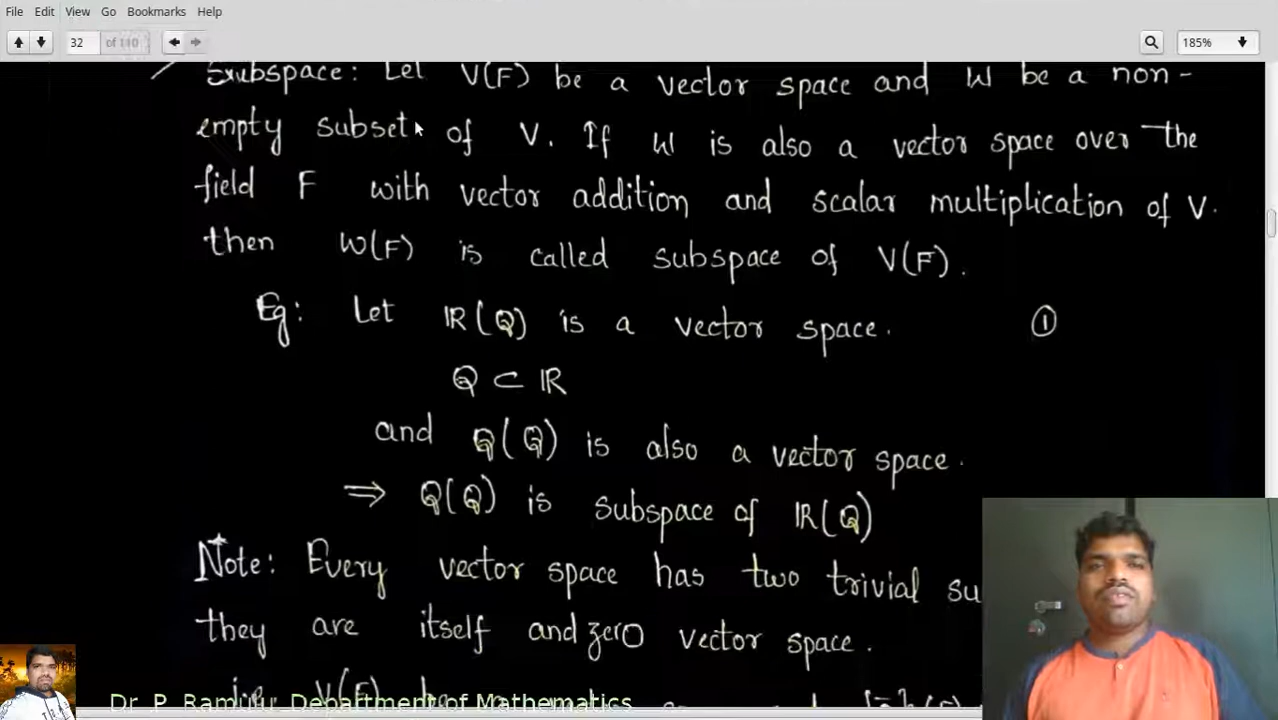 File Edit View Go Bookmarks Help
32 of 110 185%
Subspace: Let V(F) be a vector space and W be a non-
empty subset of V. If W is also a vector space over the
field F with vector addition and scalar multiplication of V.
then W(F) is called subspace of V(F).
Eg: Let ℝ(ℚ) is a vector space. ①
ℚ ⊂ ℝ
and ℚ(ℚ) is also a vector space.
⇒ ℚ(ℚ) is subspace of ℝ(ℚ)
Note: Every vector space has two trivial su
they are itself and zero vector space.
i.e. V(F)
Dr. P. Ramulu, Department of Mathematics